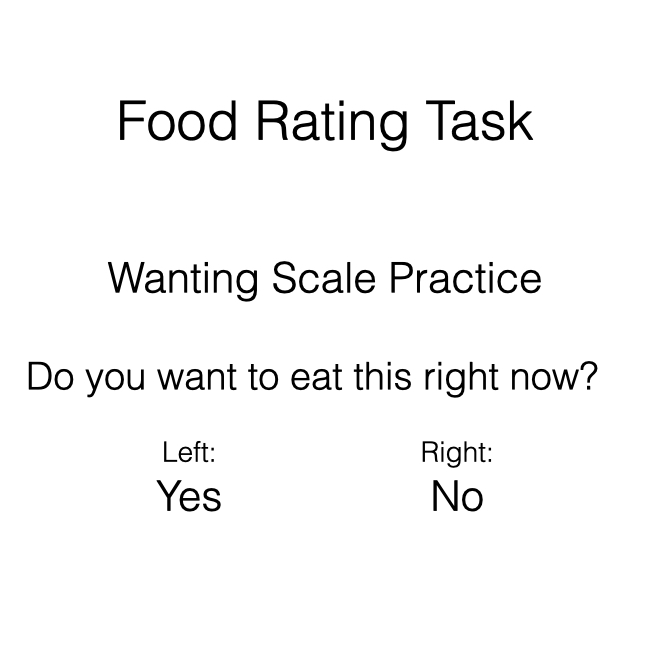 Food Rating Task
Wanting Scale Practice
Do you want to eat this right now?
Left: Right:
Yes No